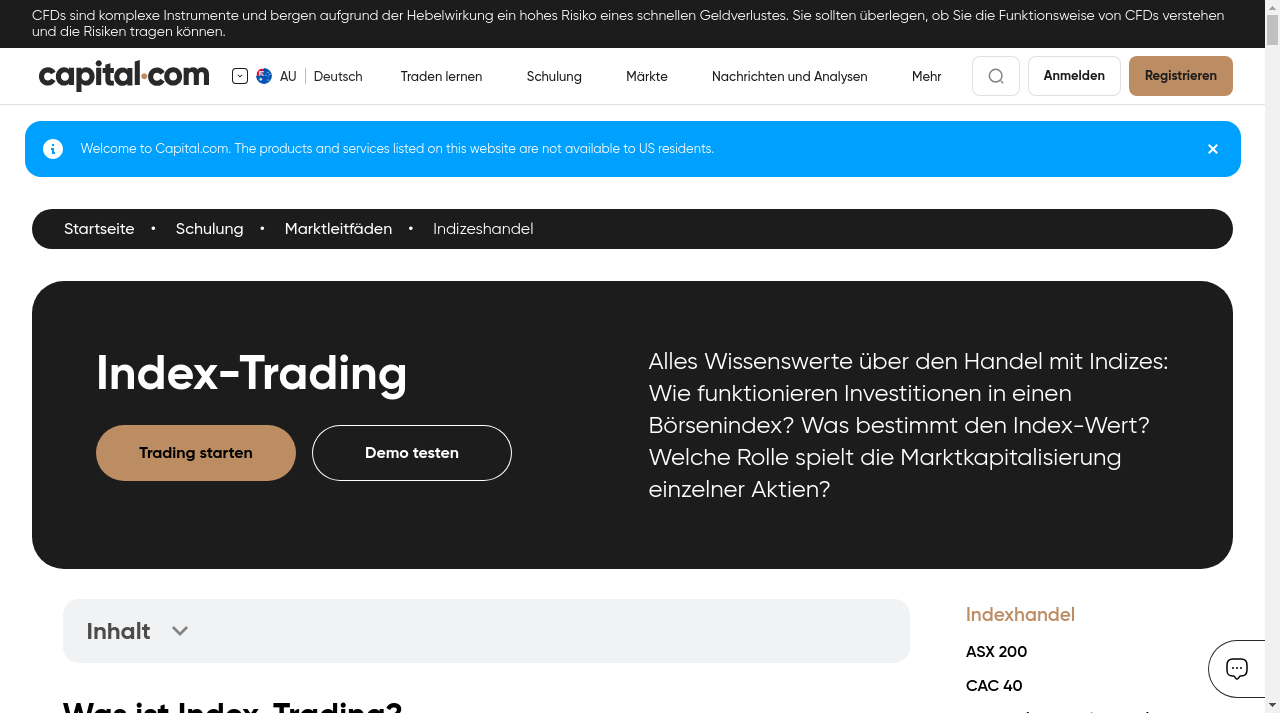 CFDs sind komplexe Instrumente und bergen aufgrund der Hebelwirkung ein hohes Risiko eines schnellen Geldverlustes. Sie sollten überlegen, ob Sie die Funktionsweise von CFDs verstehen
und die Risiken tragen können.
capital.com
AU
Deutsch
Traden lernen
Schulung
Märkte
Nachrichten und Analysen
Mehr
Anmelden
Registrieren
Welcome to Capital.com. The products and services listed on this website are not available to US residents.
Startseite • Schulung • Marktleitfäden • Indizeshandel
Index-Trading
Trading starten
Demo testen
Alles Wissenswerte über den Handel mit Indizes:
Wie funktionieren Investitionen in einen
Börsenindex? Was bestimmt den Index-Wert?
Welche Rolle spielt die Marktkapitalisierung
einzelner Aktien?
Inhalt
Was ist Index-Trading?
Indexhandel
ASX 200
CAC 40